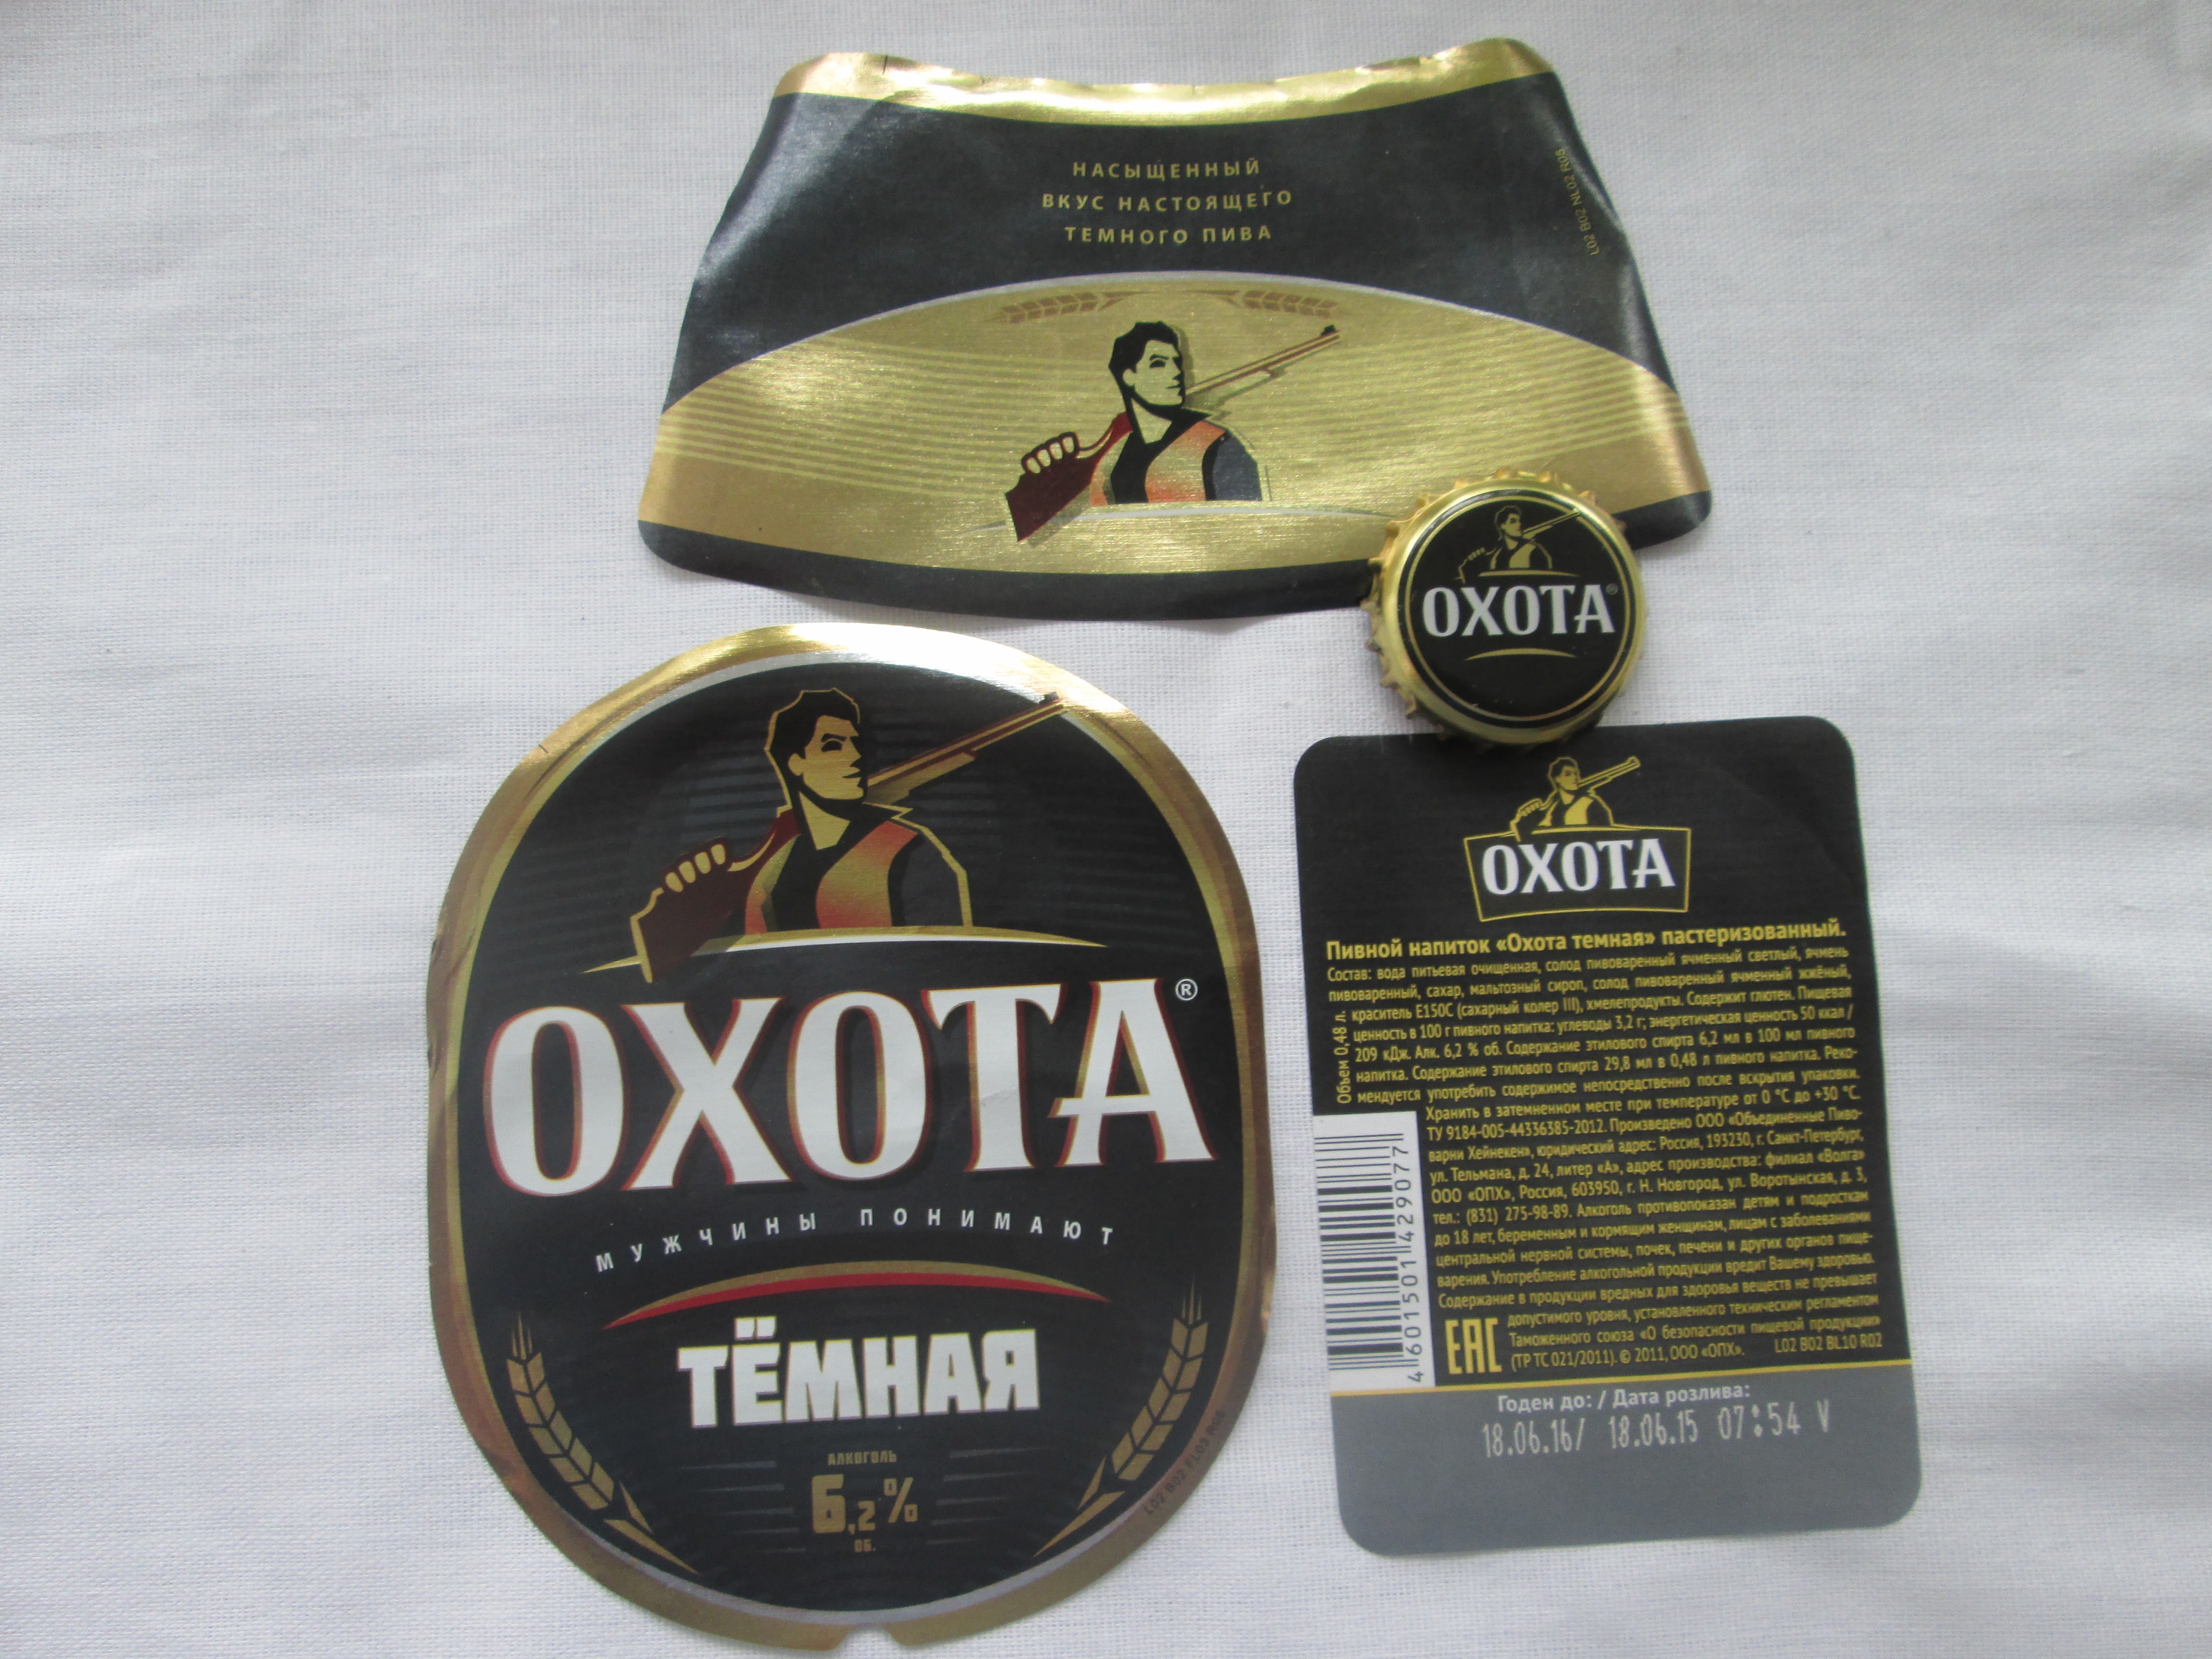 НАСЫЩЕННЫЙ
ВКУС НАСТОЯЩЕГО
ТЕМНОГО ПИВА
L02 B02 NL02 R05
ОХОТА®
ОХОТА®
МУЖЧИНЫ ПОНИМАЮТ
ТЁМНАЯ
АЛКОГОЛЬ
6,2%
ОБ.
L02 B02 FL03 R05
ОХОТА
Пивной напиток «Охота темная» пастеризованный.
Состав: вода питьевая очищенная, солод пивоваренный ячменный светлый, ячмень
пивоваренный, сахар, мальтозный сироп, солод пивоваренный ячменный жжёный,
краситель Е150С (сахарный колер III), хмелепродукты. Содержит глютен. Пищевая
ценность в 100 г пивного напитка: углеводы 3,2 г; энергетическая ценность 50 ккал /
209 кДж. Алк. 6,2 % об. Содержание этилового спирта 6,2 мл в 100 мл пивного
напитка. Содержание этилового спирта 29,8 мл в 0,48 л пивного напитка. Реко-
мендуется употребить содержимое непосредственно после вскрытия упаковки.
Хранить в затемненном месте при температуре от 0 °С до +30 °С.
ТУ 9184-005-44336385-2012. Произведено ООО «Объединенные Пиво-
варни Хейнекен», юридический адрес: Россия, 193230, г. Санкт-Петербург,
ул. Тельмана, д. 24, литер «А», адрес производства: филиал «Волга»
ООО «ОПХ», Россия, 603950, г. Н. Новгород, ул. Воротынская, д. 3,
тел.: (831) 275-98-89. Алкоголь противопоказан детям и подросткам
до 18 лет, беременным и кормящим женщинам, лицам с заболеваниями
центральной нервной системы, почек, печени и других органов пище-
варения. Употребление алкогольной продукции вредит Вашему здоровью.
Содержание в продукции вредных для здоровья веществ не превышает
допустимого уровня, установленного техническим регламентом
Таможенного союза «О безопасности пищевой продукции»
(ТР ТС 021/2011). © 2011, ООО «ОПХ». L02 B02 BL10 R02
Объем 0,48 л.
4 601501 429077
EAC
Годен до: / Дата розлива:
18.06.16/ 18.06.15 07:54 V